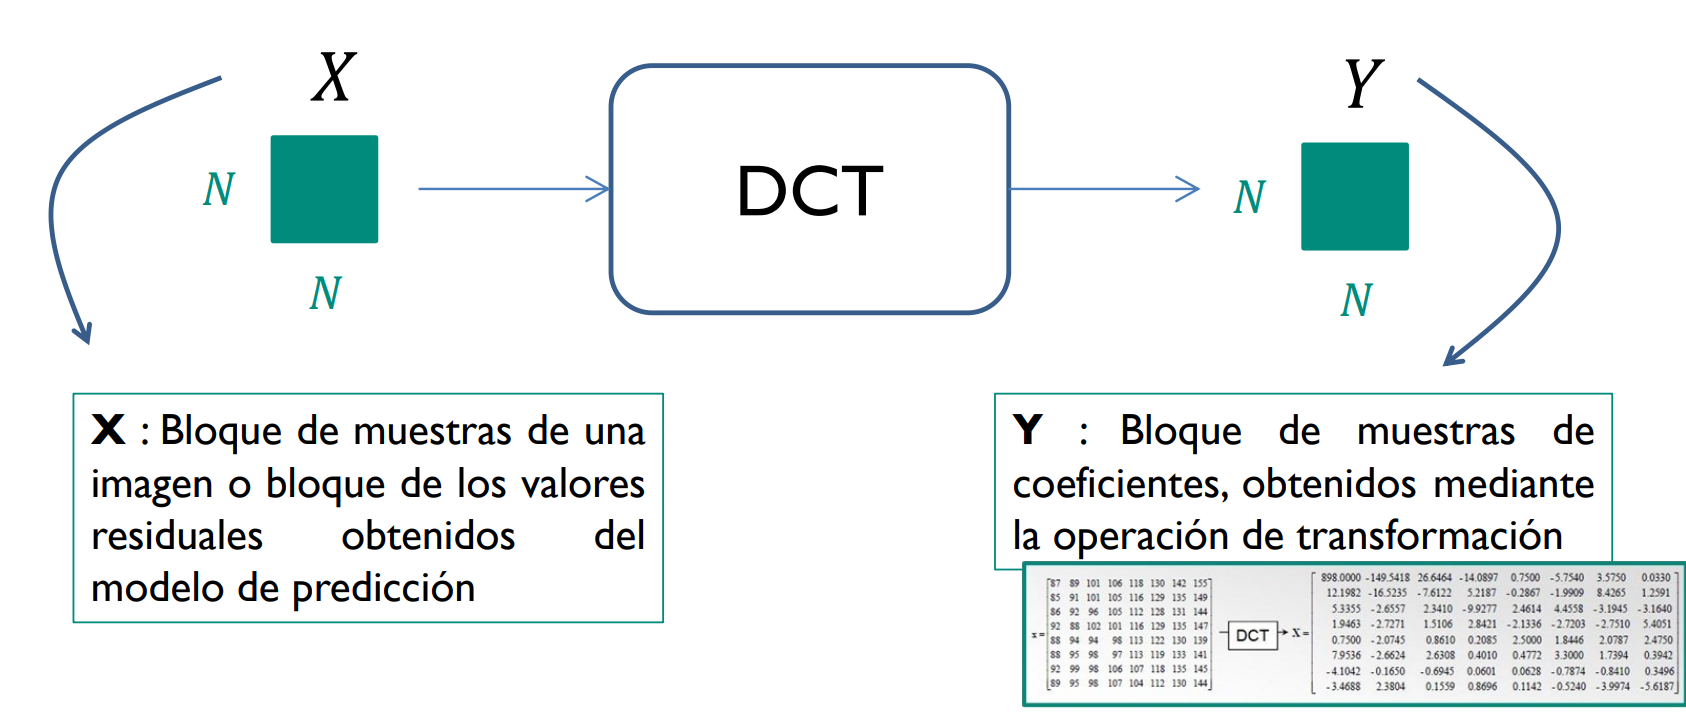 X
N
N
DCT
Y
N
N
X : Bloque de muestras de una
imagen o bloque de los valores
residuales obtenidos del
modelo de predicción
Y : Bloque de muestras de
coeficientes, obtenidos mediante
la operación de transformación
x =
87 89 101 106 118 130 142 155
85 91 101 105 116 129 135 149
86 92 96 105 112 128 131 144
92 88 102 101 116 129 135 147
88 94 94 98 113 122 130 139
88 95 98 97 113 119 133 141
92 99 98 106 107 118 135 145
89 95 98 107 104 112 130 144
DCT
X =
898.0000 -149.5418 26.6464 -14.0897 0.7500 -5.7540 3.5750 0.0330
12.1982 -16.5235 -7.6122 5.2187 -0.2867 -1.9909 8.4265 1.2591
5.3355 -2.6557 2.3410 -9.9277 2.4614 4.4558 -3.1945 -3.1640
1.9463 -2.7271 1.5106 2.8421 -2.1336 -2.7203 -2.7510 5.4051
0.7500 -2.0745 0.8610 0.2085 2.5000 1.8446 2.0787 2.4750
7.9536 -2.6624 2.6308 0.4010 0.4772 3.3000 1.7394 0.3942
-4.1042 -0.1650 -0.6945 0.0601 0.0628 -0.7874 -0.8410 0.3496
-3.4688 2.3804 0.1559 0.8696 0.1142 -0.5240 -3.9974 -5.6187